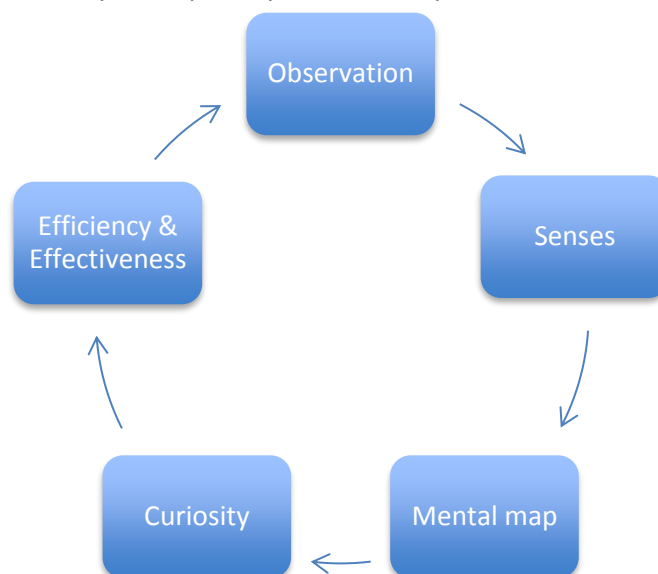 Observation
Senses
Mental map
Curiosity
Efficiency &
Effectiveness